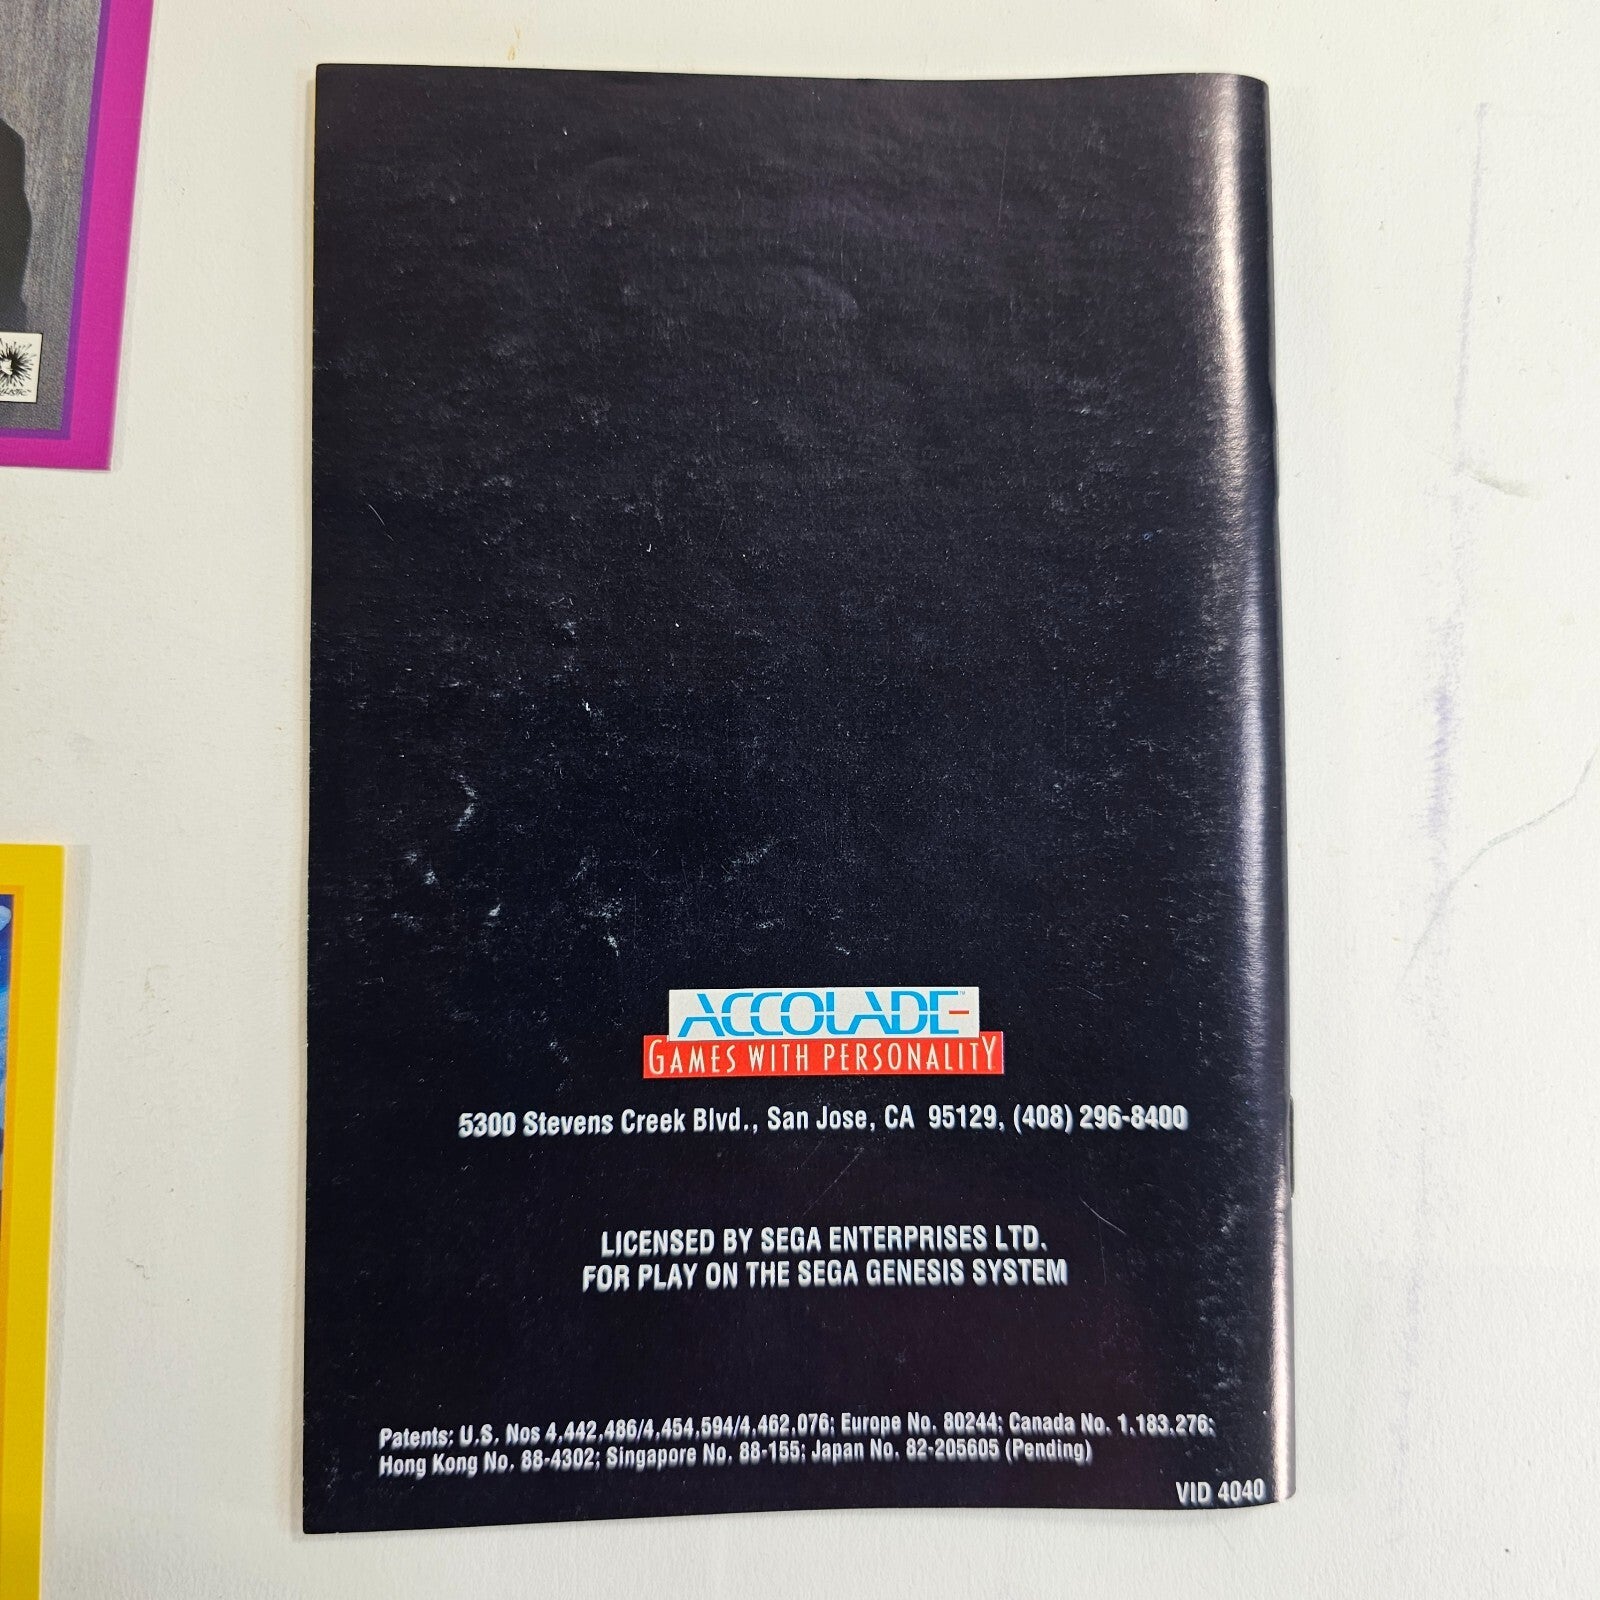 ACCOLADE™
GAMES WITH PERSONALITY
5300 Stevens Creek Blvd., San Jose, CA 95129, (408) 296-8400
LICENSED BY SEGA ENTERPRISES LTD.
FOR PLAY ON THE SEGA GENESIS SYSTEM
Patents: U.S. Nos 4,442,486/4,454,594/4,462,076; Europe No. 80244; Canada No. 1,183,276;
Hong Kong No. 88-4302; Singapore No. 88-155; Japan No. 82-205605 (Pending)
VID 4040